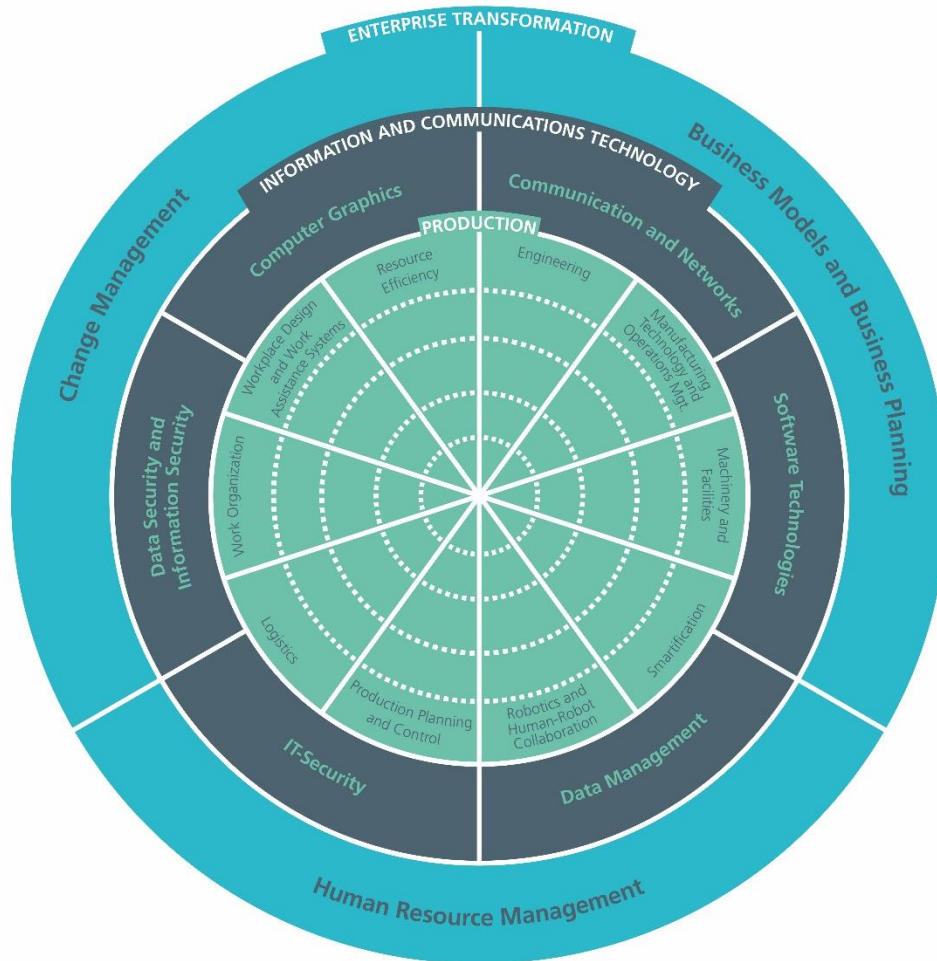 ENTERPRISE TRANSFORMATION
Business Models and Business Planning
Human Resource Management
Change Management
INFORMATION AND COMMUNICATIONS TECHNOLOGY
Communication and Networks
Software Technologies
Data Management
IT-Security
Data Security and
Information Security
Computer Graphics
PRODUCTION
Engineering
Manufacturing
Technology and
Operations Mgt.
Machinery and
Facilities
Smartification
Robotics and
Human-Robot
Collaboration
Production Planning
and Control
Logistics
Work Organization
Workplace Design
and Work
Assistance Systems
Resource
Efficiency